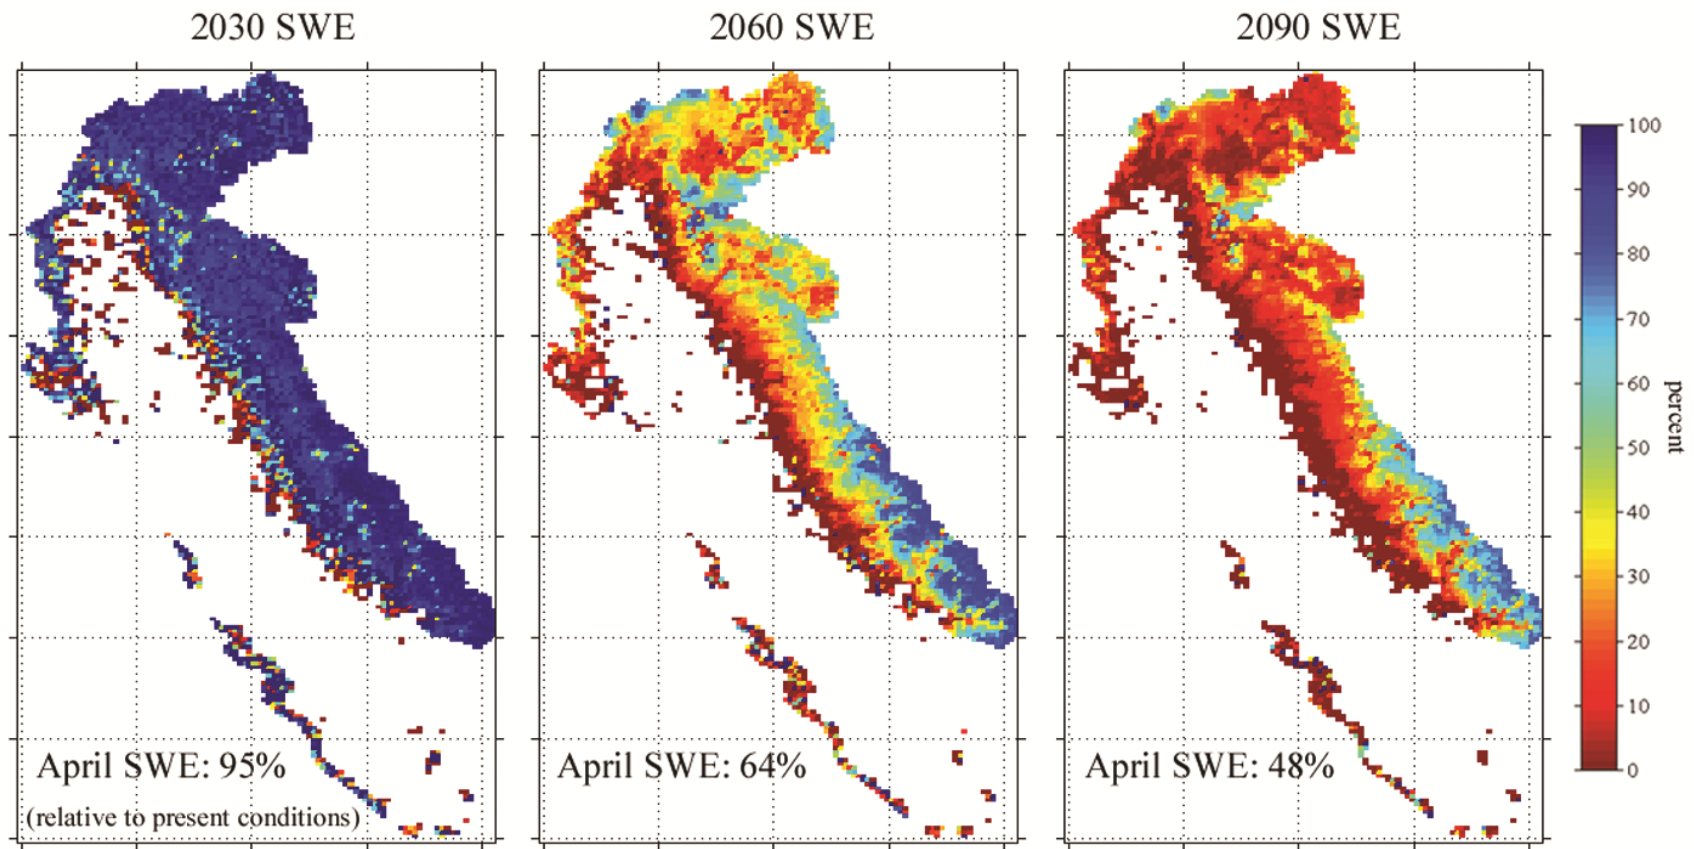 2030 SWE
2060 SWE
2090 SWE
April SWE: 95%
(relative to present conditions)
April SWE: 64%
April SWE: 48%
100
90
80
70
60
50
40
30
20
10
0
percent